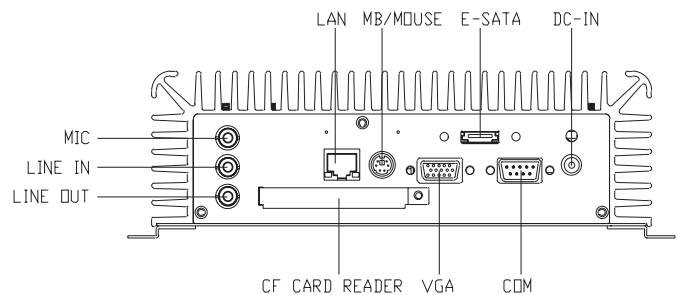 LAN MB/MOUSE E-SATA DC-IN
MIC
LINE IN
LINE OUT
CF CARD READER VGA COM